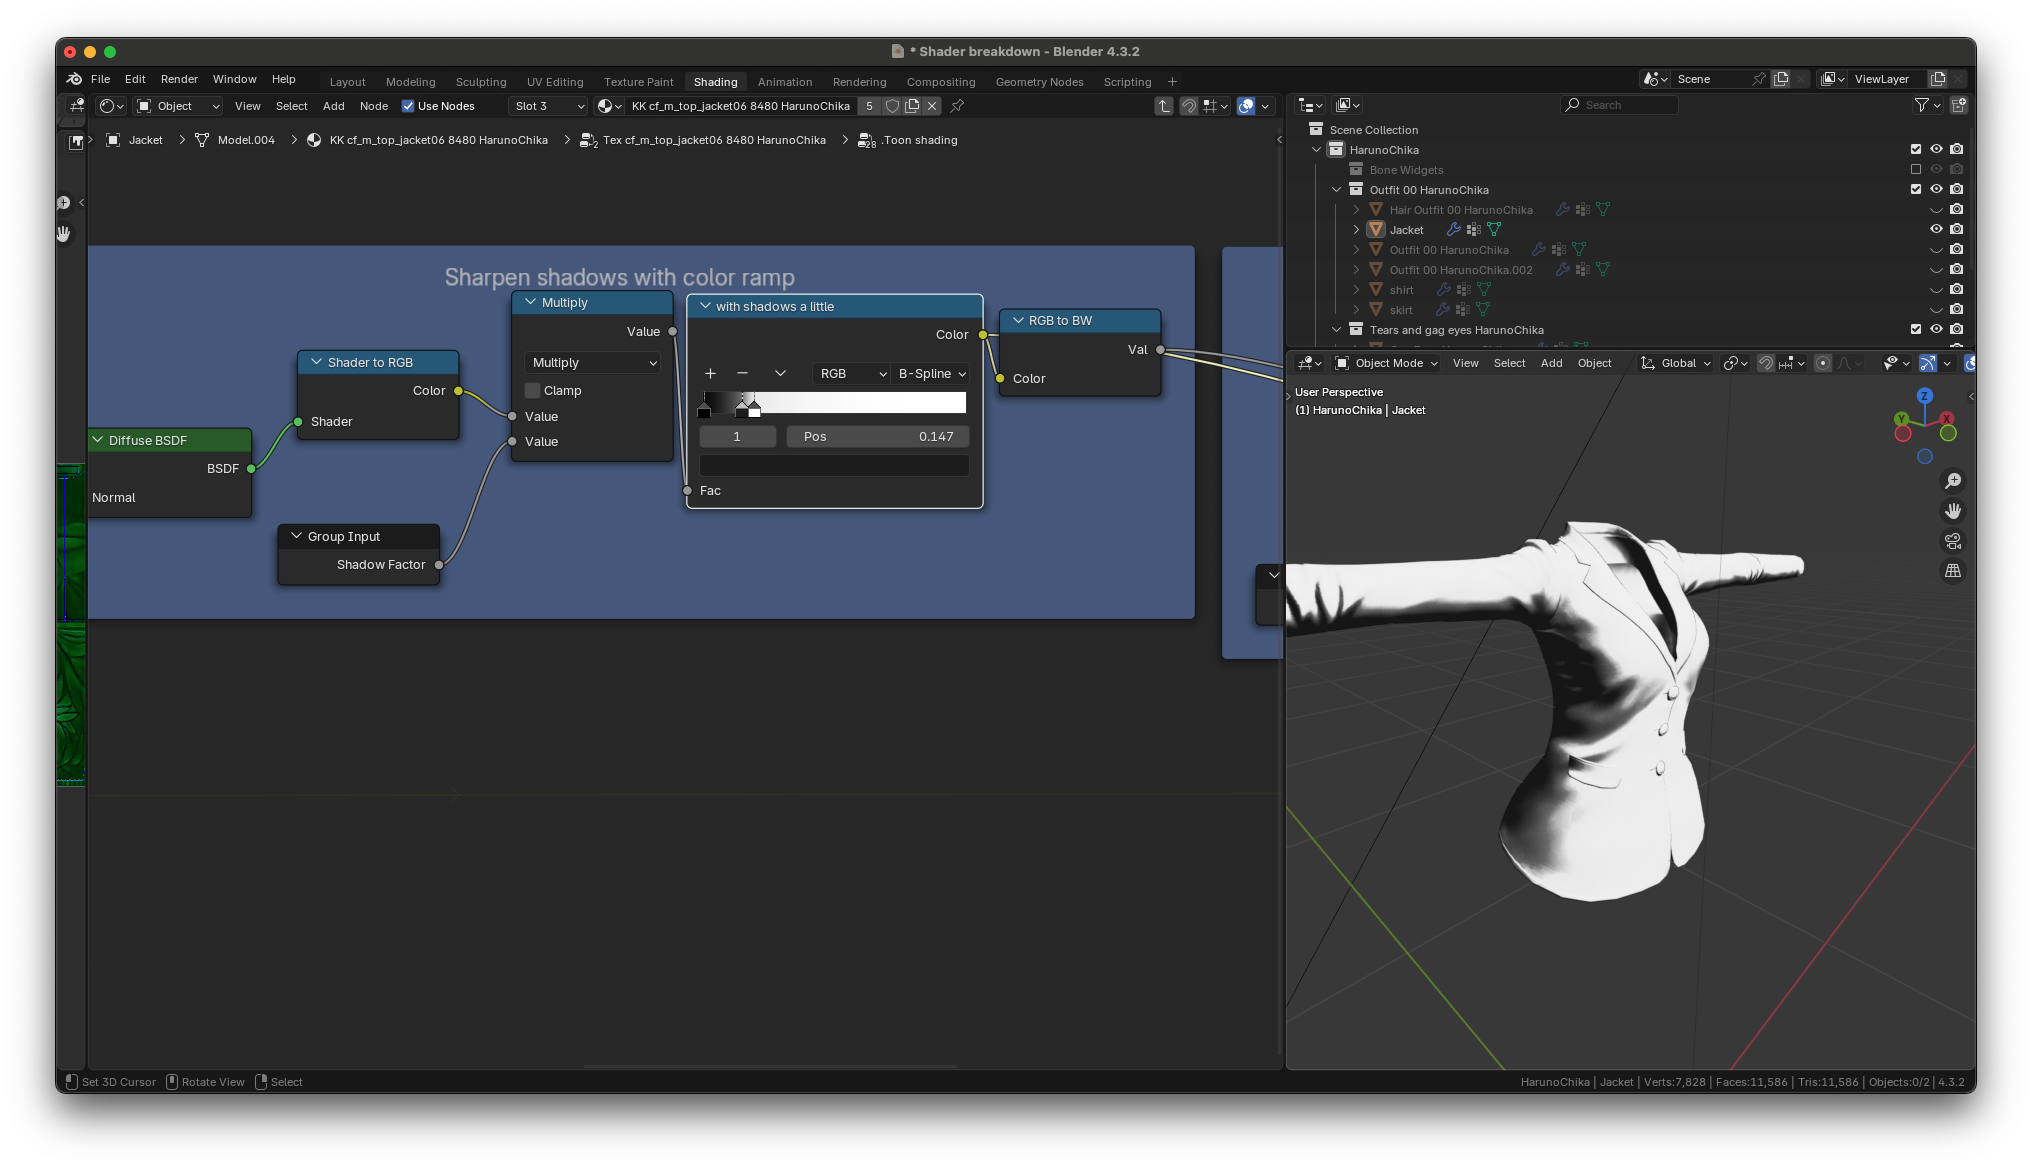 * Shader breakdown - Blender 4.3.2
File Edit Render Window Help Layout Modeling Sculpting UV Editing Texture Paint Shading Animation Rendering Compositing Geometry Nodes Scripting + Scene ViewLayer
Object View Select Add Node Use Nodes Slot 3 KK cf_m_top_jacket06 8480 HarunoChika 5
Jacket Model.004 KK cf_m_top_jacket06 8480 HarunoChika 2 Tex cf_m_top_jacket06 8480 HarunoChika 28 .Toon shading
Sharpen shadows with color ramp
Diffuse BSDF
BSDF
Normal
Shader to RGB
Color
Shader
Group Input
Shadow Factor
Multiply
Value
Multiply
Clamp
Value
Value
with shadows a little
Color
RGB B-Spline
1 Pos 0.147
Fac
RGB to BW
Val
Color
Search
Scene Collection
HarunoChika
Bone Widgets
Outfit 00 HarunoChika
Hair Outfit 00 HarunoChika
Jacket
Outfit 00 HarunoChika
Outfit 00 HarunoChika.002
shirt
skirt
Tears and gag eyes HarunoChika
Object Mode View Select Add Object Global
User Perspective
(1) HarunoChika | Jacket
Z
Y
X
Set 3D Cursor Rotate View Select
HarunoChika | Jacket | Verts:7,828 | Faces:11,586 | Tris:11,586 | Objects:0/2 | 4.3.2